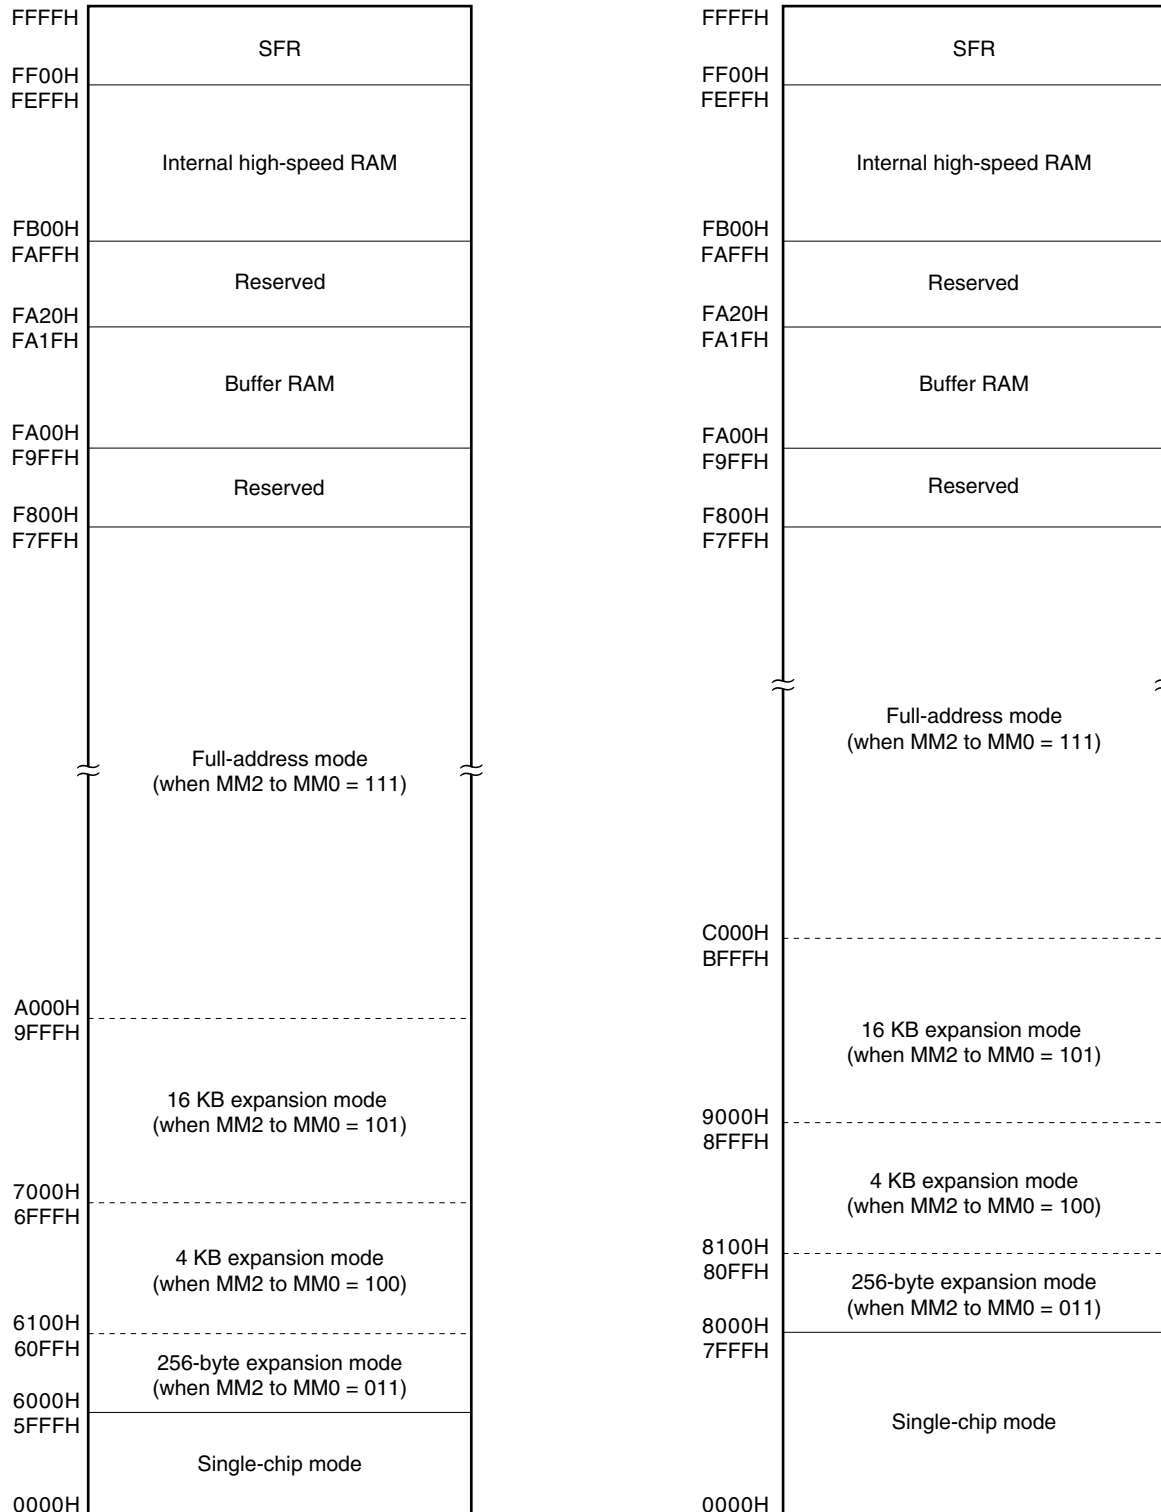 FFFFH
SFR
FF00H
FEFFH
Internal high-speed RAM
FB00H
FAFFH
Reserved
FA20H
FA1FH
Buffer RAM
FA00H
F9FFH
Reserved
F800H
F7FFH
Full-address mode
(when MM2 to MM0 = 111)
A000H
9FFFH
16 KB expansion mode
(when MM2 to MM0 = 101)
7000H
6FFFH
4 KB expansion mode
(when MM2 to MM0 = 100)
6100H
60FFH
256-byte expansion mode
(when MM2 to MM0 = 011)
6000H
5FFFH
Single-chip mode
0000H
FFFFH
SFR
FF00H
FEFFH
Internal high-speed RAM
FB00H
FAFFH
Reserved
FA20H
FA1FH
Buffer RAM
FA00H
F9FFH
Reserved
F800H
F7FFH
Full-address mode
(when MM2 to MM0 = 111)
C000H
BFFFH
16 KB expansion mode
(when MM2 to MM0 = 101)
9000H
8FFFH
4 KB expansion mode
(when MM2 to MM0 = 100)
8100H
80FFH
256-byte expansion mode
(when MM2 to MM0 = 011)
8000H
7FFFH
Single-chip mode
0000H